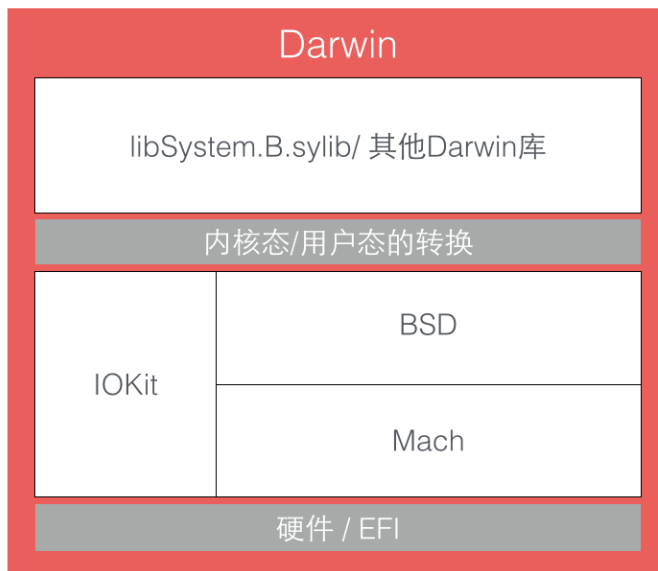 Darwin
libSystem.B.sylib/ 其他Darwin库
内核态/用户态的转换
IOKit
BSD
Mach
硬件 / EFI